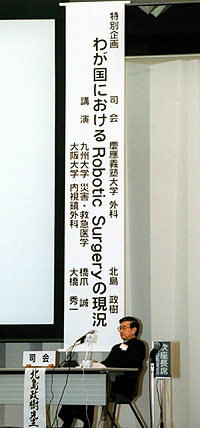 特別企画
わが国におけるRobotic Surgeryの現況
司会 慶應義塾大学 外科 北島 政樹
講演 九州大学 災害・救急医学 橋爪 誠
大阪大学 内視鏡外科 大橋 秀一
司会
北島政樹先生
次座長席